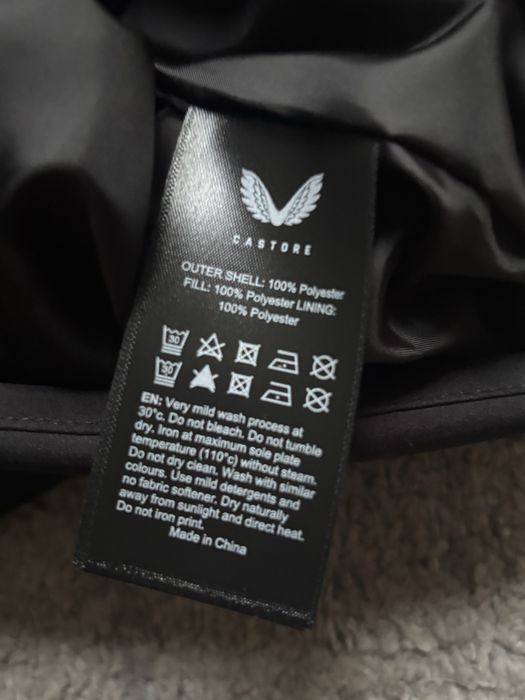 CASTORE
OUTER SHELL: 100% Polyester
FILL: 100% Polyester LINING:
100% Polyester
30
30
EN: Very mild wash process at
30°c. Do not bleach. Do not tumble
dry. Iron at maximum sole plate
temperature (110°c) without steam.
Do not dry clean. Wash with similar
colours. Use mild detergents and
no fabric softener. Dry naturally
away from sunlight and direct heat.
Do not iron print.
Made in China